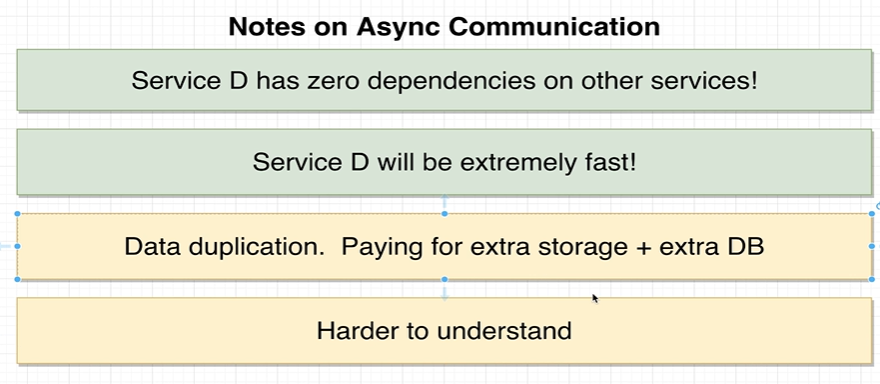 Notes on Async Communication
Service D has zero dependencies on other services!
Service D will be extremely fast!
Data duplication.  Paying for extra storage + extra DB
Harder to understand